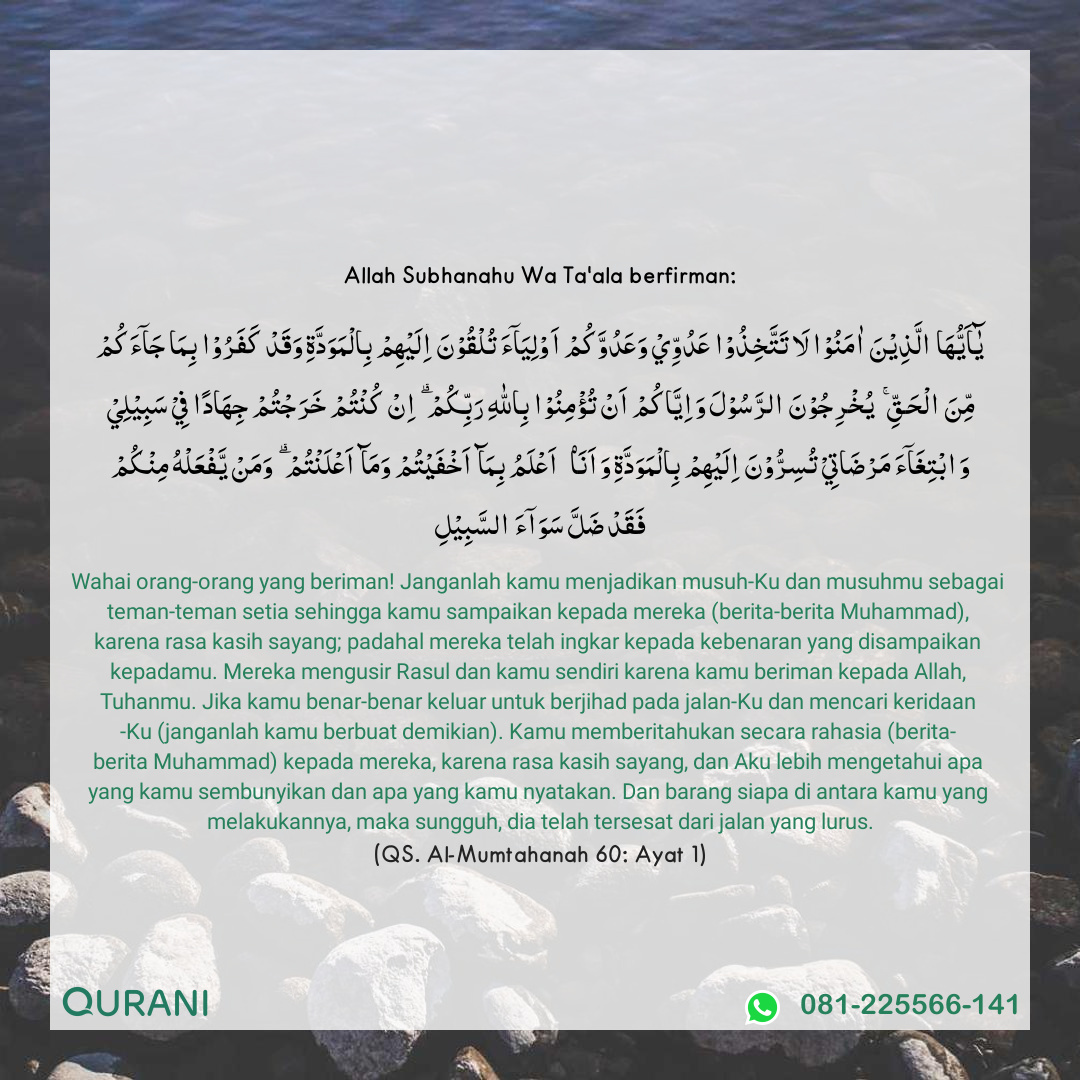 Allah Subhanahu Wa Ta'ala berfirman:
يٰۤاَيُّهَا الَّذِيْنَ اٰمَنُوْا لَا تَتَّخِذُوْا عَدُوِّيْ وَعَدُوَّكُمْ اَوْلِيَآءَ تُلْقُوْنَ اِلَيْهِمْ بِالْمَوَدَّةِ وَقَدْ كَفَرُوْا بِمَا جَآءَكُمْ
مِّنَ الْحَـقِّ ۚ يُخْرِجُوْنَ الرَّسُوْلَ وَاِيَّاكُمْ اَنْ تُؤْمِنُوْا بِاللّٰهِ رَبِّكُمْ ۗ اِنْ كُنْتُمْ خَرَجْتُمْ جِهَادًا فِيْ سَبِيْلِيْ
وَ ابْتِغَآءَ مَرْضَاتِيْ تُسِرُّوْنَ اِلَيْهِمْ بِالْمَوَدَّةِ وَ اَنَاۡ اَعْلَمُ بِمَاۤ اَخْفَيْتُمْ وَمَاۤ اَعْلَنْتُمْ ۗ وَمَنْ يَّفْعَلْهُ مِنْكُمْ
فَقَدْ ضَلَّ سَوَآءَ السَّبِيْلِ
Wahai orang-orang yang beriman! Janganlah kamu menjadikan musuh-Ku dan musuhmu sebagai
teman-teman setia sehingga kamu sampaikan kepada mereka (berita-berita Muhammad),
karena rasa kasih sayang; padahal mereka telah ingkar kepada kebenaran yang disampaikan
kepadamu. Mereka mengusir Rasul dan kamu sendiri karena kamu beriman kepada Allah,
Tuhanmu. Jika kamu benar-benar keluar untuk berjihad pada jalan-Ku dan mencari keridaan
-Ku (janganlah kamu berbuat demikian). Kamu memberitahukan secara rahasia (berita-
berita Muhammad) kepada mereka, karena rasa kasih sayang, dan Aku lebih mengetahui apa
yang kamu sembunyikan dan apa yang kamu nyatakan. Dan barang siapa di antara kamu yang
melakukannya, maka sungguh, dia telah tersesat dari jalan yang lurus.
(QS. Al-Mumtahanah 60: Ayat 1)
QURANI
081-225566-141